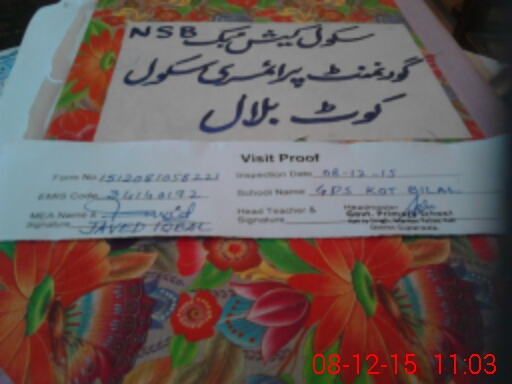 سکول کیش بک NSB
گورنمنٹ پرائمری سکول
کوٹ بلال
Visit Proof
Form No. 1512081058221
Inspection Date 08-12-15
EMIS Code 34140192
School Name GPS KOT BILAL
MEA Name &
Signature JAVED IQBAL
Head Teacher &
Signature
Headmaster
Govt. Primary School
08-12-15 11:03